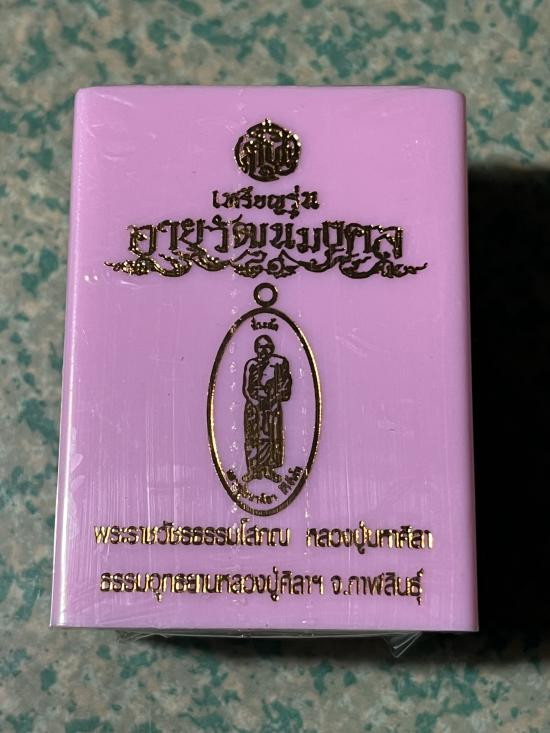 เหรียญรุ่น
อายุวัฒนมงคล
พระราชวัชรธรรมโสภณ หลวงปู่มหาศิลา
ธรรมอุทธยานหลวงปู่ศิลาฯ จ.กาฬสินธุ์